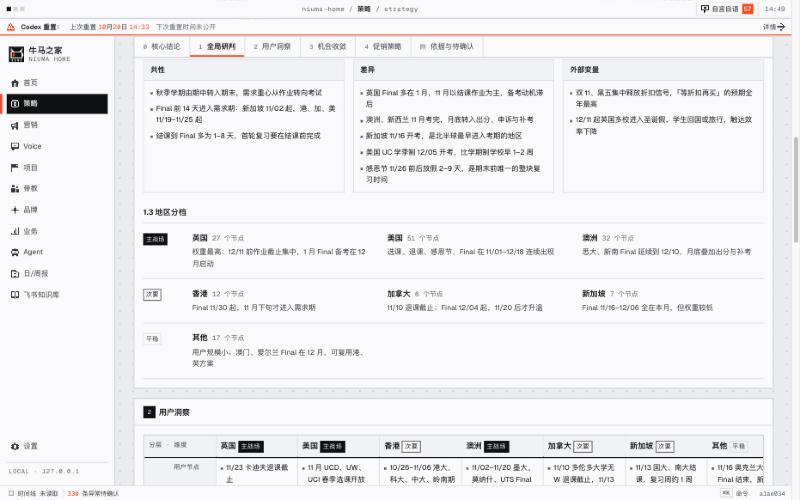 niuma-home / 策略 / strategy
自言自语 57
14:49
Codex 重置： 上次重置 10月20日 14:33 下次重置时间未公开
详情→
牛马之家
NIUMA HOME
首页
策略
营销
Voice
项目
带教
品牌
业务
Agent
日/周报
飞书知识库
设置
LOCAL · 127.0.0.1
0 核心结论
1 全局研判
2 用户洞察
3 机会收敛
4 促销策略
依据与待确认
共性
秋季学期由期中转入期末，需求重心从作业转向考试
Final 前 14 天进入需求期：新加坡 11/02 起，港、加、美
11/19–11/25 起
结课到 Final 多为 1–8 天，首轮复习要在结课前完成
差异
英国 Final 多在 1 月，11 月以结课作业为主，备考动机滞
后
澳洲、新西兰 11 月考完，月底转入出分、申诉与补考
新加坡 11/16 开考，是北半球最早进入考期的地区
美国 UC 学季制 12/05 开考，比学期制学校早 1–2 周
感恩节 11/26 前后放假 2–9 天，是期末前唯一的整块复
习时间
外部变量
双 11、黑五集中释放折扣信号，「等折扣再买」的预期全
年最高
12/11 起英国多校进入圣诞假，学生回国或旅行，触达效
率下降
1.3 地区分档
主战场
英国 27 个节点
权重最高：12/11 前作业截止集中，1 月 Final 备考在 12
月启动
美国 51 个节点
选课、退课、感恩节、Final 在 11/01–12/18 连续出现
澳洲 32 个节点
悉大、新南 Final 延续到 12/10，月底叠加出分与补考
次要
香港 12 个节点
Final 11/30 起，11 月下旬才进入需求期
加拿大 6 个节点
11/10 退课截止；Final 12/04 起，11/20 后才升温
新加坡 7 个节点
Final 11/16–12/06 全在本月，但权重较低
平稳
其他 17 个节点
用户规模小；澳门、爱尔兰 Final 在 12 月，可复用港、
英方案
2 用户洞察
分层 · 维度
英国 主战场
美国 主战场
香港 次要
澳洲 主战场
加拿大 次要
新加坡 次要
其他 平稳
用户节点
11/23 卡迪夫退课截
止
11 月 UCD、UW、
UCI 春季选课开放
10/26–11/06 港大、
科大、中大、岭南期
11/02–11/20 墨大、
莫纳什、UTS Final
11/10 多伦多大学无
W 退课截止，11/13
11/13 国大、南大结
课，复习周约 1 周
11/16 奥克兰大
Final 结束，新
时间线 未读取
330 条异常待确认
命令
alae034